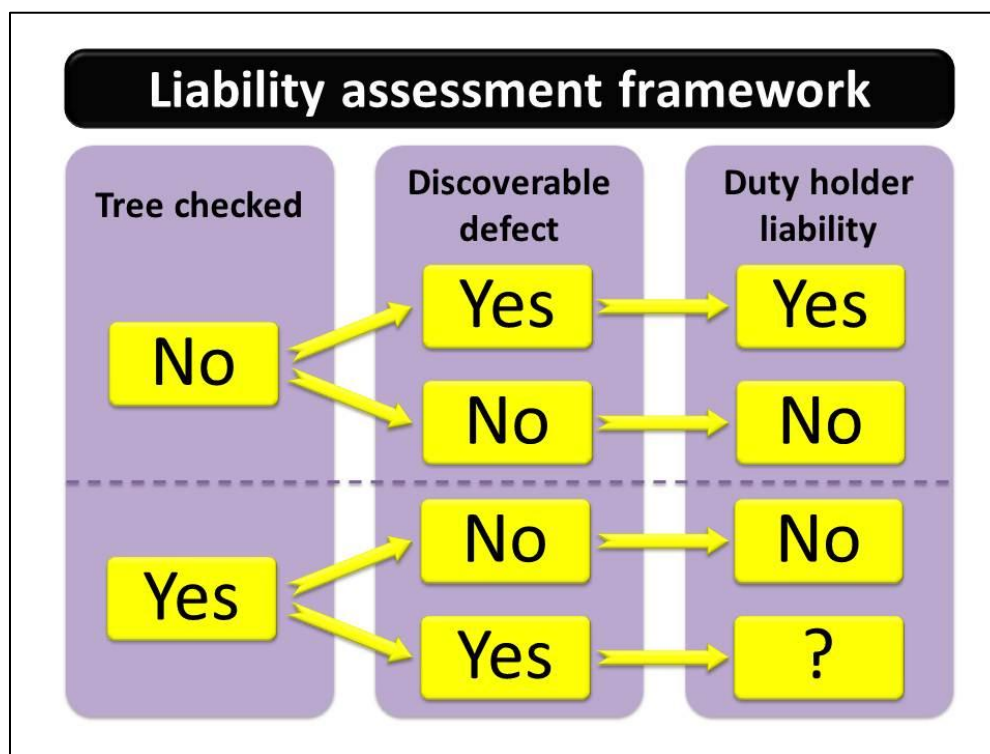 Liability assessment framework
Tree checked
Discoverable
defect
Duty holder
liability
No
Yes
Yes
No
No
Yes
No
No
Yes
?